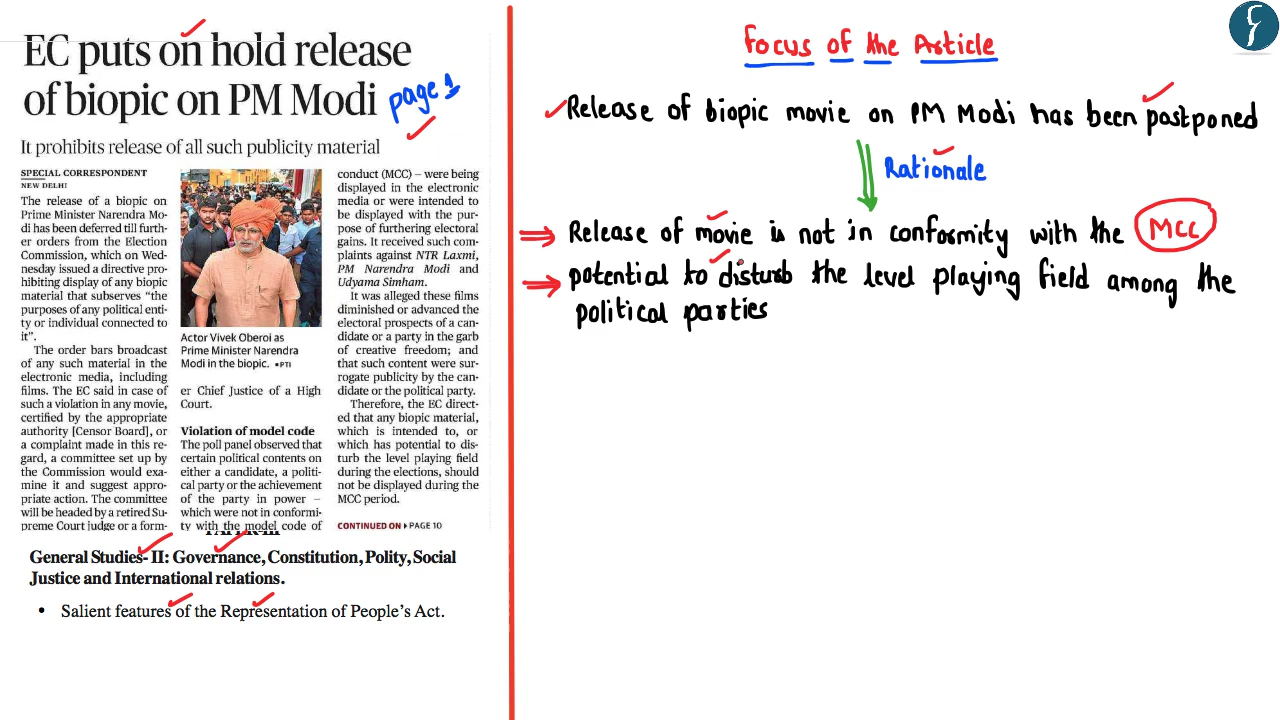 EC puts on hold release
of biopic on PM Modi
page 1
It prohibits release of all such publicity material
SPECIAL CORRESPONDENT
NEW DELHI
The release of a biopic on
Prime Minister Narendra Mo-
di has been deferred till furth-
er orders from the Election
Commission, which on Wed-
nesday issued a directive pro-
hibiting display of any biopic
material that subserves "the
purposes of any political enti-
ty or individual connected to
it".
The order bars broadcast
of any such material in the
electronic media, including
films. The EC said in case of
such a violation in any movie,
certified by the appropriate
authority [Censor Board], or
a complaint made in this re-
gard, a committee set up by
the Commission would exa-
mine it and suggest appro-
priate action. The committee
will be headed by a retired Su-
preme Court judge or a form-
Actor Vivek Oberoi as
Prime Minister Narendra
Modi in the biopic. ▪PTI
er Chief Justice of a High
Court.
Violation of model code
The poll panel observed that
certain political contents on
either a candidate, a politi-
cal party or the achievement
of the party in power –
which were not in conformi-
ty with the model code of
conduct (MCC) – were being
displayed in the electronic
media or were intended to
be displayed with the pur-
pose of furthering electoral
gains. It received such com-
plaints against NTR Laxmi,
PM Narendra Modi and
Udyama Simham.
It was alleged these films
diminished or advanced the
electoral prospects of a can-
didate or a party in the garb
of creative freedom; and
that such content were sur-
rogate publicity by the can-
didate or the political party.
Therefore, the EC direct-
ed that any biopic material,
which is intended to, or
which has potential to dis-
turb the level playing field
during the elections, should
not be displayed during the
MCC period.
CONTINUED ON ▸ PAGE 10
General Studies- II: Governance, Constitution, Polity, Social
Justice and International relations.
• Salient features of the Representation of People's Act.
Focus of the Article
Release of biopic movie on PM Modi has been postponed
Rationale
Release of movie is not in conformity with the MCC
potential to disturb the level playing field among the
political parties